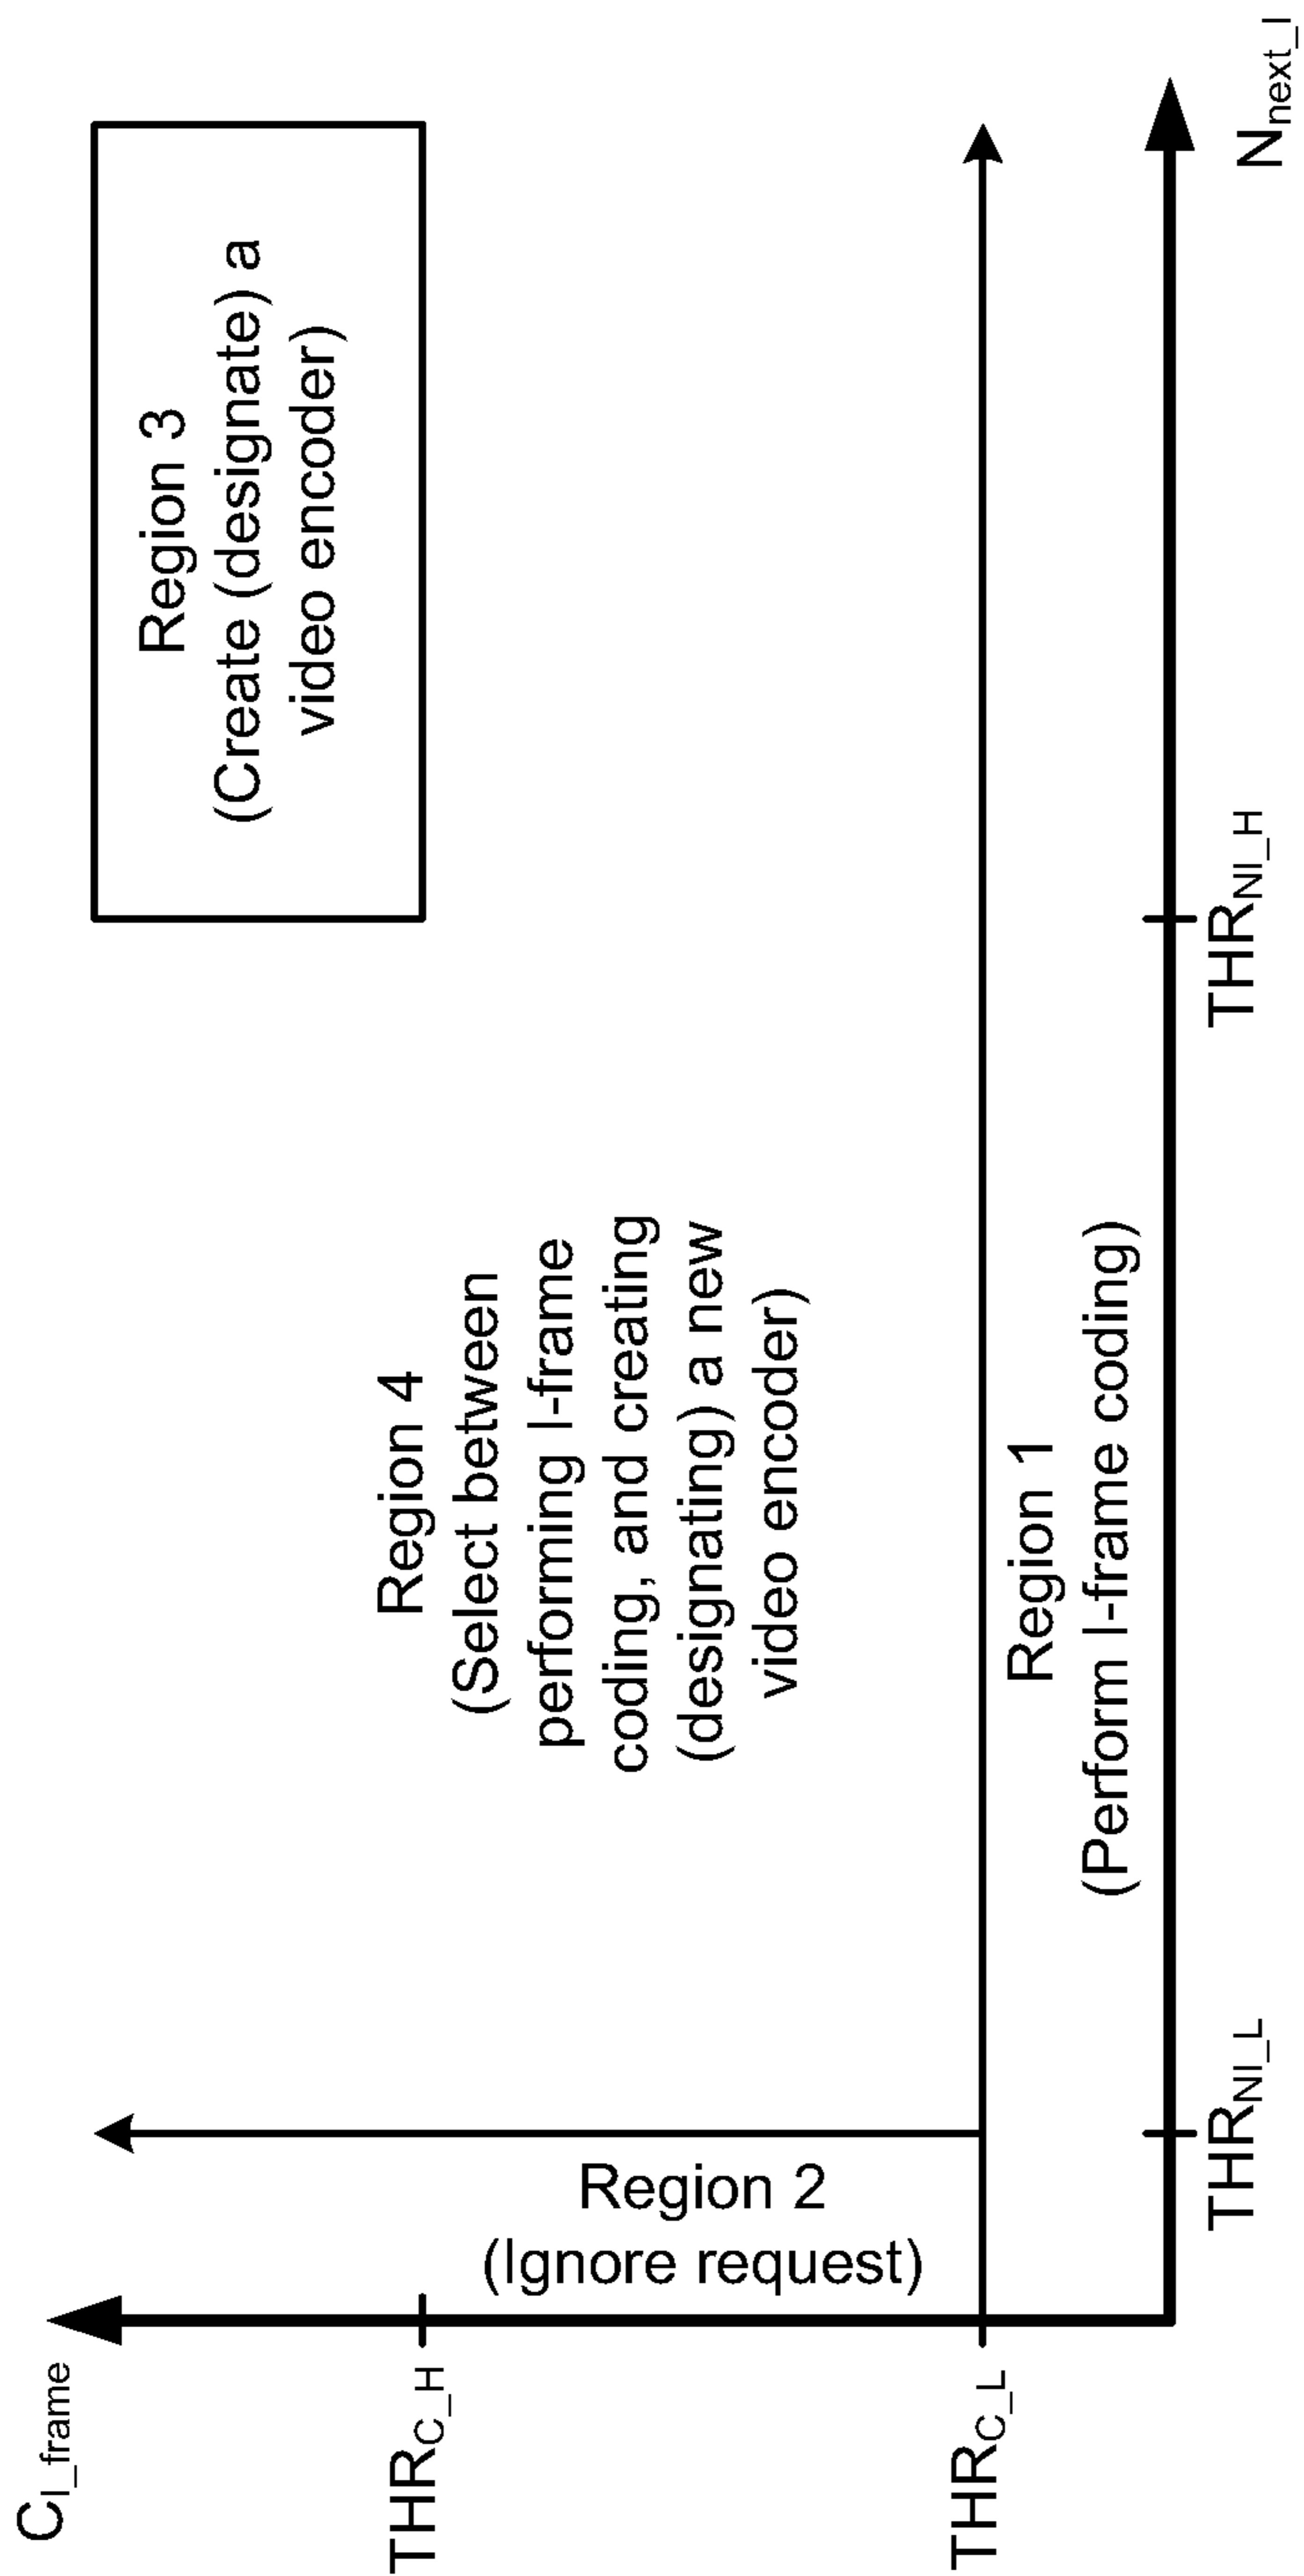 C_I_frame
THR_C_H
THR_C_L
Region 2
(Ignore request)
Region 4
(Select between
performing I-frame
coding, and creating
(designating) a new
video encoder)
Region 3
(Create (designate) a
video encoder)
Region 1
(Perform I-frame coding)
THR_NI_L
THR_NI_H
N_next_I